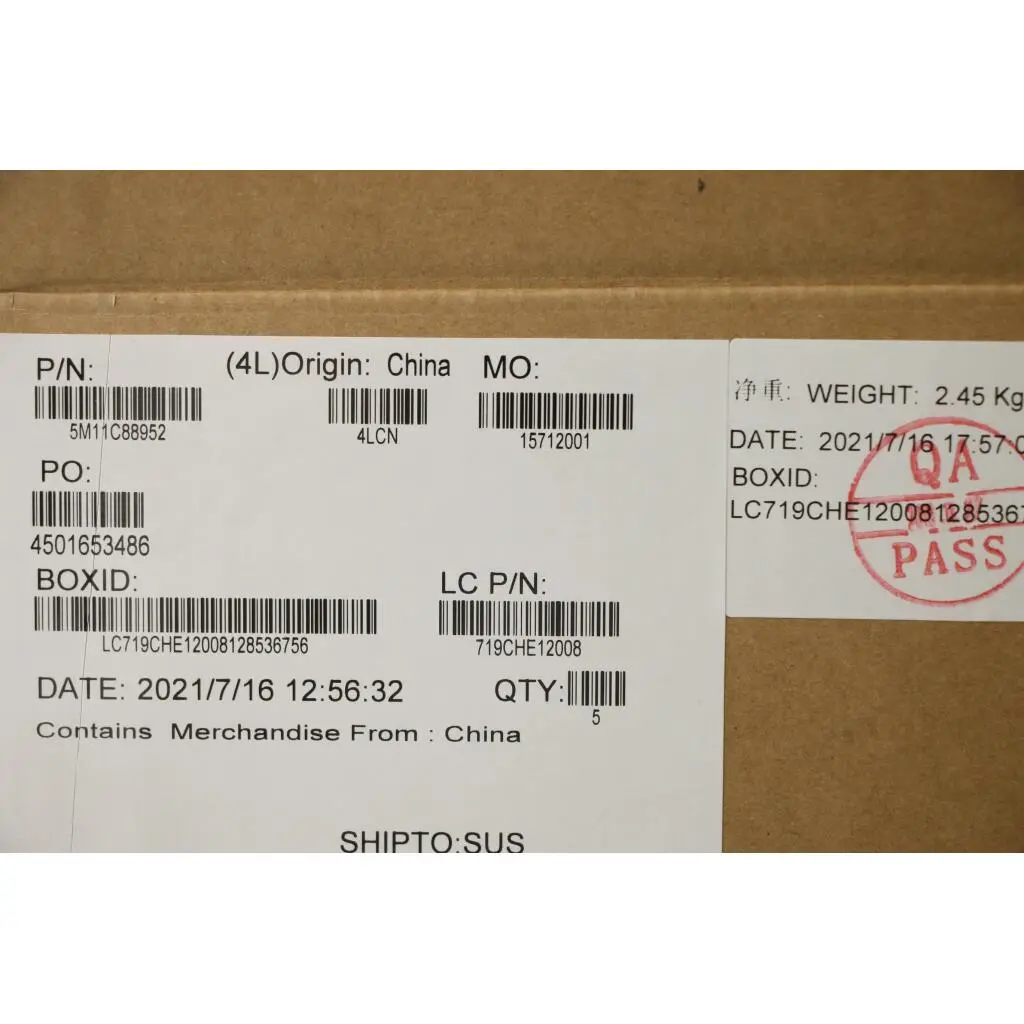 P/N: (4L)Origin: China MO:
5M11C88952 4LCN 15712001
PO:
4501653486
BOXID: LC P/N:
LC719CHE12008128536756 719CHE12008
DATE: 2021/7/16 12:56:32 QTY:
5
Contains Merchandise From : China
SHIPTO:SUS
净重: WEIGHT: 2.45 Kg
DATE: 2021/7/16 17:57:0
BOXID:
LC719CHE120081285367
QA
PASS